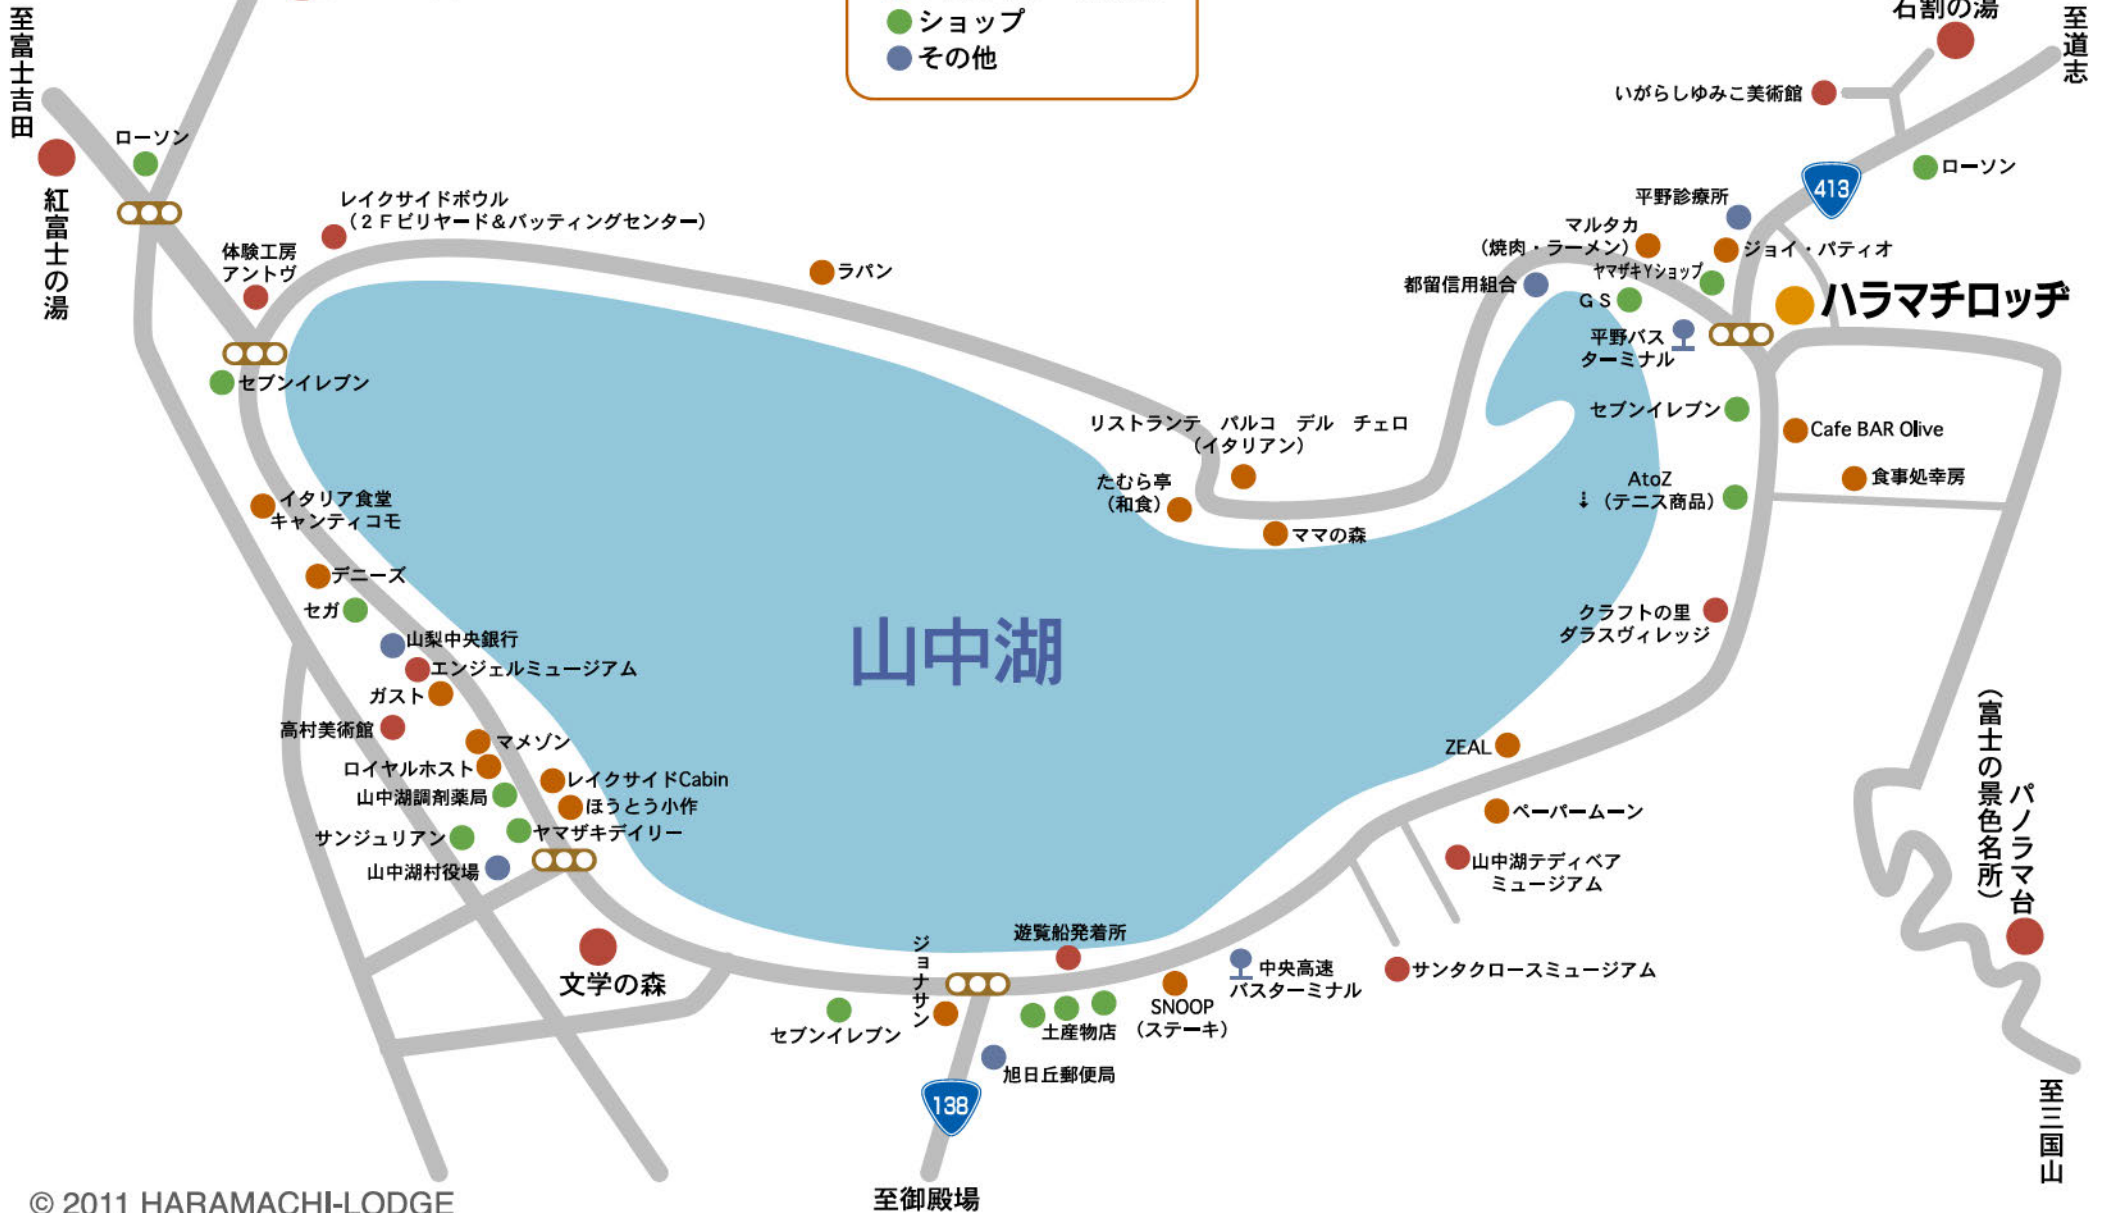 至富士吉田
ショップ
その他
石割の湯
至道志
いがらしゆみこ美術館
ローソン
413
ローソン
紅富士の湯
レイクサイドボウル
（２Ｆビリヤード＆バッティングセンター）
体験工房
アントヴ
ラパン
平野診療所
マルタカ
（焼肉・ラーメン）
ジョイ・パティオ
ヤマザキＹショップ
都留信用組合
ＧＳ
ハラマチロッヂ
平野バス
ターミナル
セブンイレブン
セブンイレブン
Cafe BAR Olive
リストランテ　パルコ　デル　チェロ
（イタリアン）
たむら亭
（和食）
ママの森
AtoZ
（テニス商品）
食事処幸房
イタリア食堂
キャンティコモ
デニーズ
セガ
山梨中央銀行
エンジェルミュージアム
ガスト
高村美術館
マメゾン
ロイヤルホスト
レイクサイドCabin
山中湖調剤薬局
ほうとう小作
サンジュリアン
ヤマザキデイリー
山中湖村役場
山中湖
クラフトの里
ダラスヴィレッジ
ZEAL
ペーパームーン
山中湖テディベア
ミュージアム
（富士の景色名所）
パノラマ台
文学の森
遊覧船発着所
ジョナサン
セブンイレブン
土産物店
SNOOP
（ステーキ）
中央高速
バスターミナル
サンタクロースミュージアム
旭日丘郵便局
138
至御殿場
至三国山
© 2011 HARAMACHI-LODGE